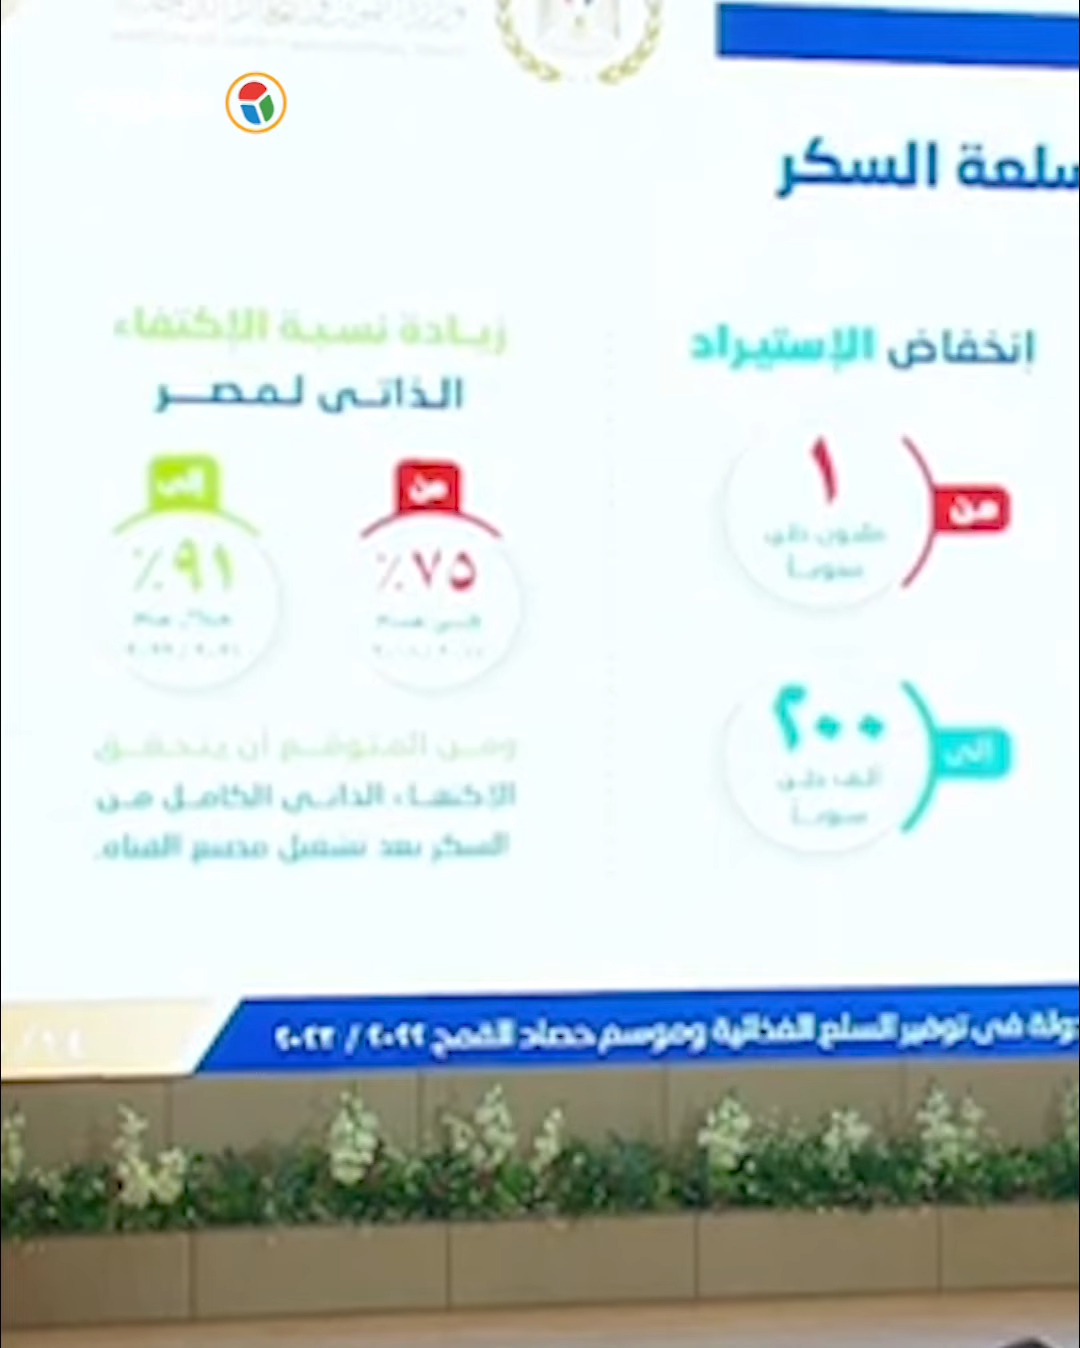 سلعة السكر
إنخفاض الإستيراد
من
١
مليون طن
سنوياً
إلى
٢٠٠
ألف طن
سنوياً
زيادة نسبة الإكتفاء
الذاتى لمصر
من
٧٥٪
إلى
٩١٪
ومن المتوقع أن يتحقق
الإكتفاء الذاتى الكامل من
السكر بعد تشغيل مصنع القناة.
فى توفير السلع الغذائية وموسم حصاد القمح ٢٠٢٢ / ٢٠٢٣